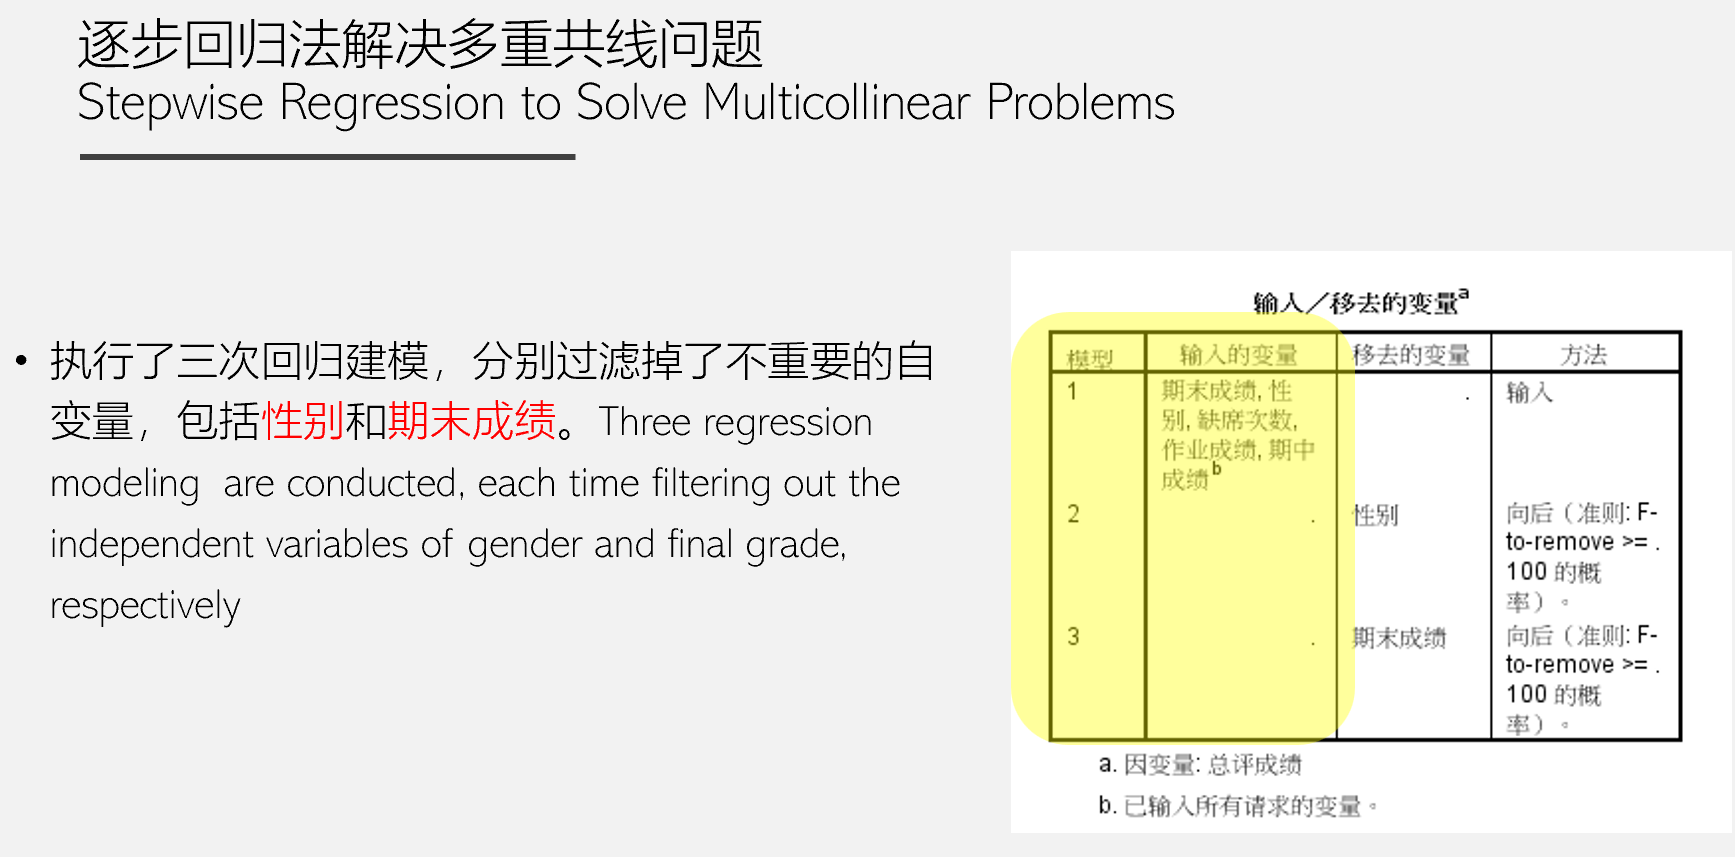 逐步回归法解决多重共线问题
Stepwise Regression to Solve Multicollinear Problems
• 执行了三次回归建模，分别过滤掉了不重要的自
变量，包括性别和期末成绩。Three regression
modeling are conducted, each time filtering out the
independent variables of gender and final grade,
respectively
输入／移去的变量a
模型 输入的变量 移去的变量 方法
1 期末成绩, 性 . 输入
别, 缺席次数,
作业成绩, 期中
成绩b
2 . 性别 向后（准则: F-
to-remove >= .
100 的概
率）。
3 . 期末成绩 向后（准则: F-
to-remove >= .
100 的概
率）。
a. 因变量: 总评成绩
b. 已输入所有请求的变量。